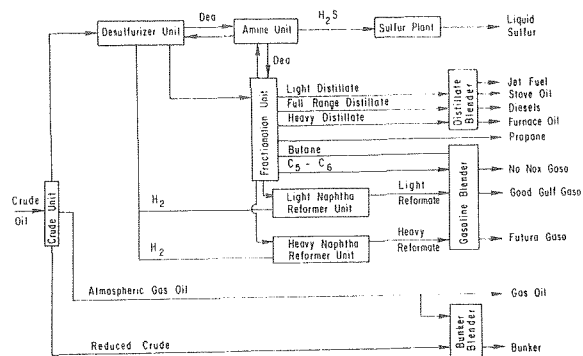 Dea
H2S
Liquid
Sulfur
Desulfurizer Unit
Amine Unit
Sulfur Plant
Dea
Fractionation Unit
Light Distillate
Full Range Distillate
Heavy Distillate
Distillate
Blender
Jet Fuel
Stove Oil
Diesels
Furnace Oil
Propane
Butane
C5 - C6
Gasoline Blender
No Nox Gaso
Good Gulf Gaso
Futura Gaso
Crude
Oil
Crude Unit
H2
Light Naphtha
Reformer Unit
Light
Reformate
H2
Heavy Naphtha
Reformer Unit
Heavy
Reformate
Atmospheric Gas Oil
Gas Oil
Reduced Crude
Bunker
Blender
Bunker